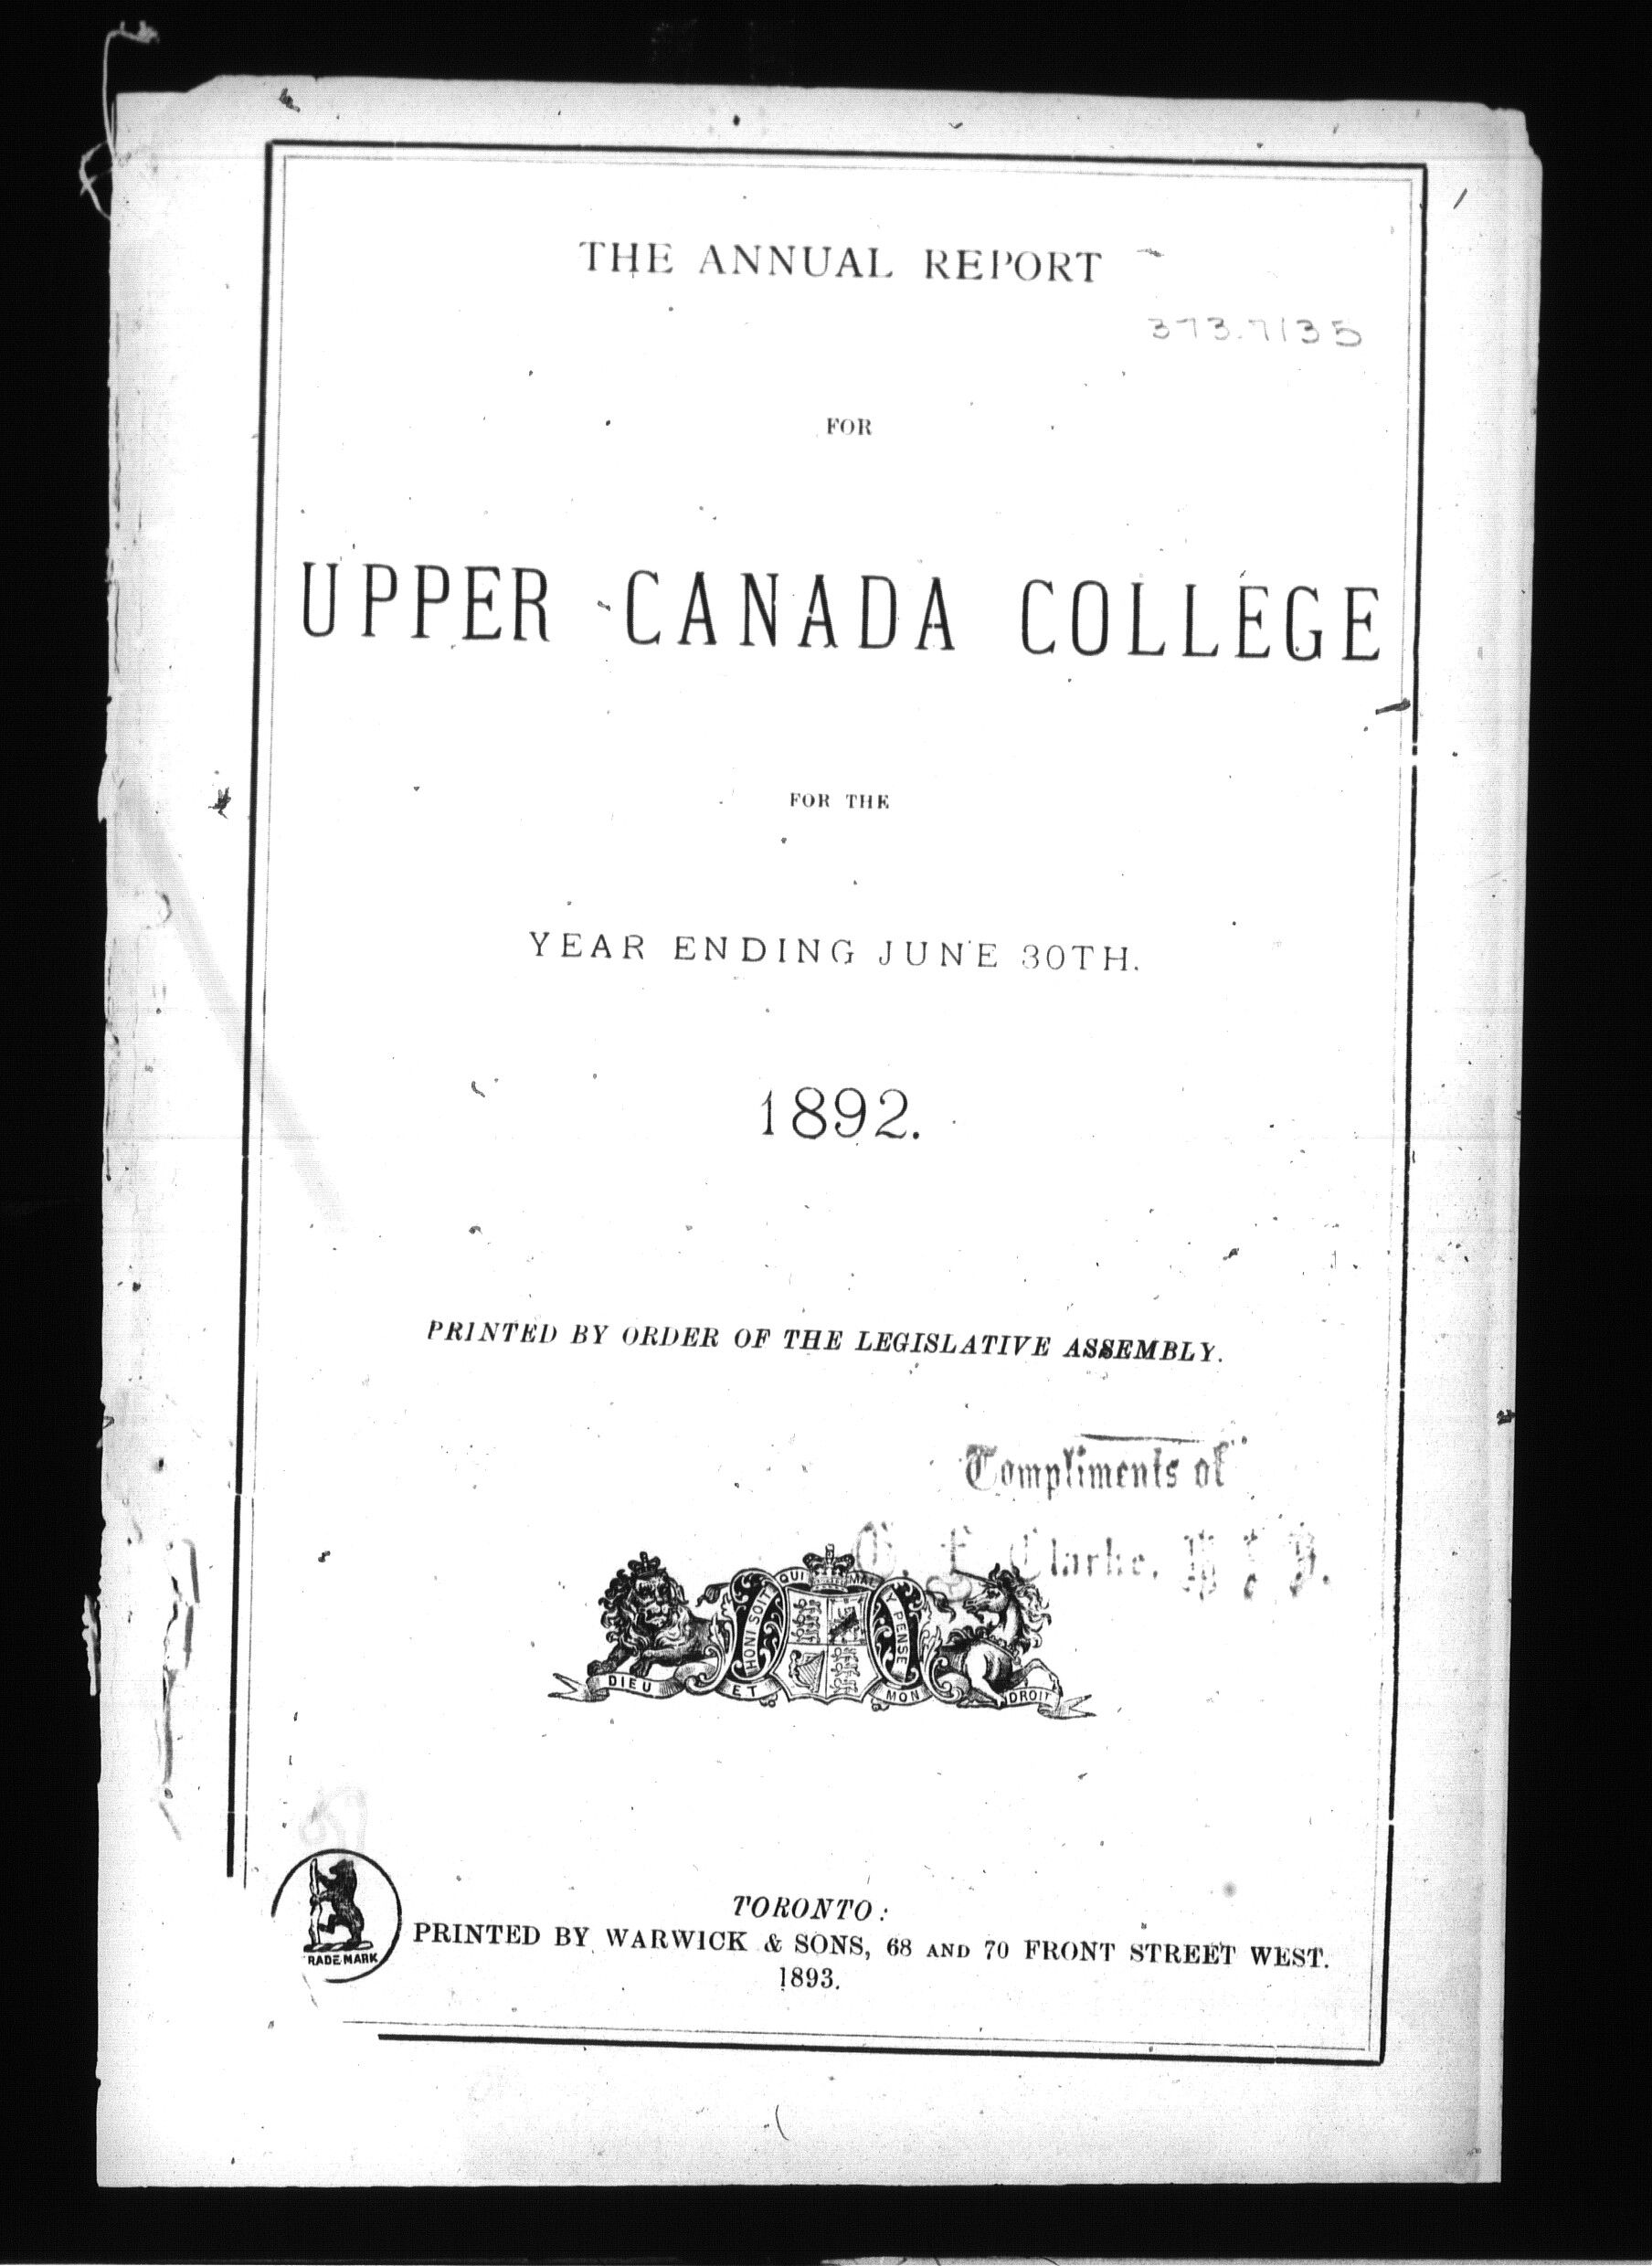 THE ANNUAL REPORT
373.7135
FOR
UPPER CANADA COLLEGE
FOR THE
YEAR ENDING JUNE 30TH.
1892.
PRINTED BY ORDER OF THE LEGISLATIVE ASSEMBLY.
Compliments of
Clarke,
HONI SOIT QUI MAL Y PENSE
DIEU ET MON DROIT
RADE MARK
TORONTO:
PRINTED BY WARWICK & SONS, 68 AND 70 FRONT STREET WEST.
1893.